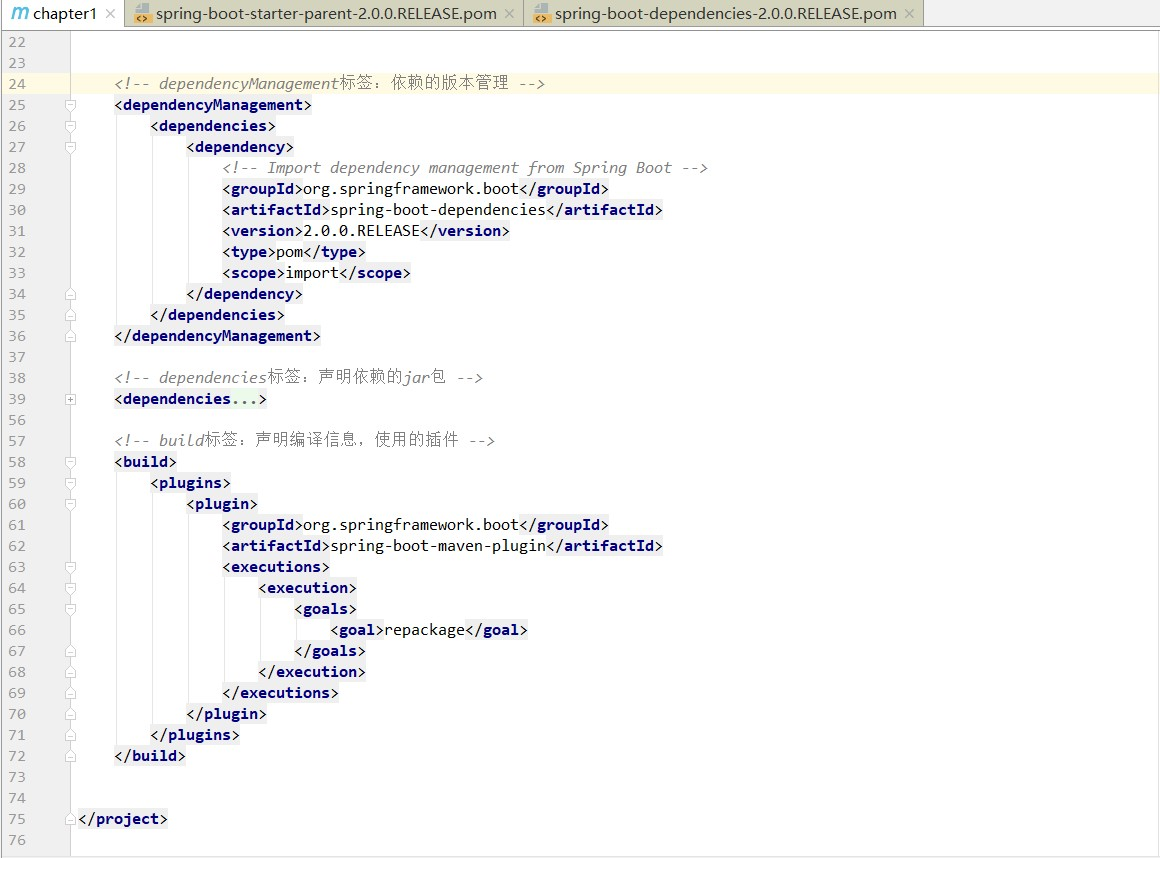 m chapter1 × spring-boot-starter-parent-2.0.0.RELEASE.pom × spring-boot-dependencies-2.0.0.RELEASE.pom ×
22
23
24 <!-- dependencyManagement标签：依赖的版本管理 -->
25 <dependencyManagement>
26 <dependencies>
27 <dependency>
28 <!-- Import dependency management from Spring Boot -->
29 <groupId>org.springframework.boot</groupId>
30 <artifactId>spring-boot-dependencies</artifactId>
31 <version>2.0.0.RELEASE</version>
32 <type>pom</type>
33 <scope>import</scope>
34 </dependency>
35 </dependencies>
36 </dependencyManagement>
37
38 <!-- dependencies标签：声明依赖的jar包 -->
39 <dependencies...>
56
57 <!-- build标签：声明编译信息，使用的插件 -->
58 <build>
59 <plugins>
60 <plugin>
61 <groupId>org.springframework.boot</groupId>
62 <artifactId>spring-boot-maven-plugin</artifactId>
63 <executions>
64 <execution>
65 <goals>
66 <goal>repackage</goal>
67 </goals>
68 </execution>
69 </executions>
70 </plugin>
71 </plugins>
72 </build>
73
74
75 </project>
76